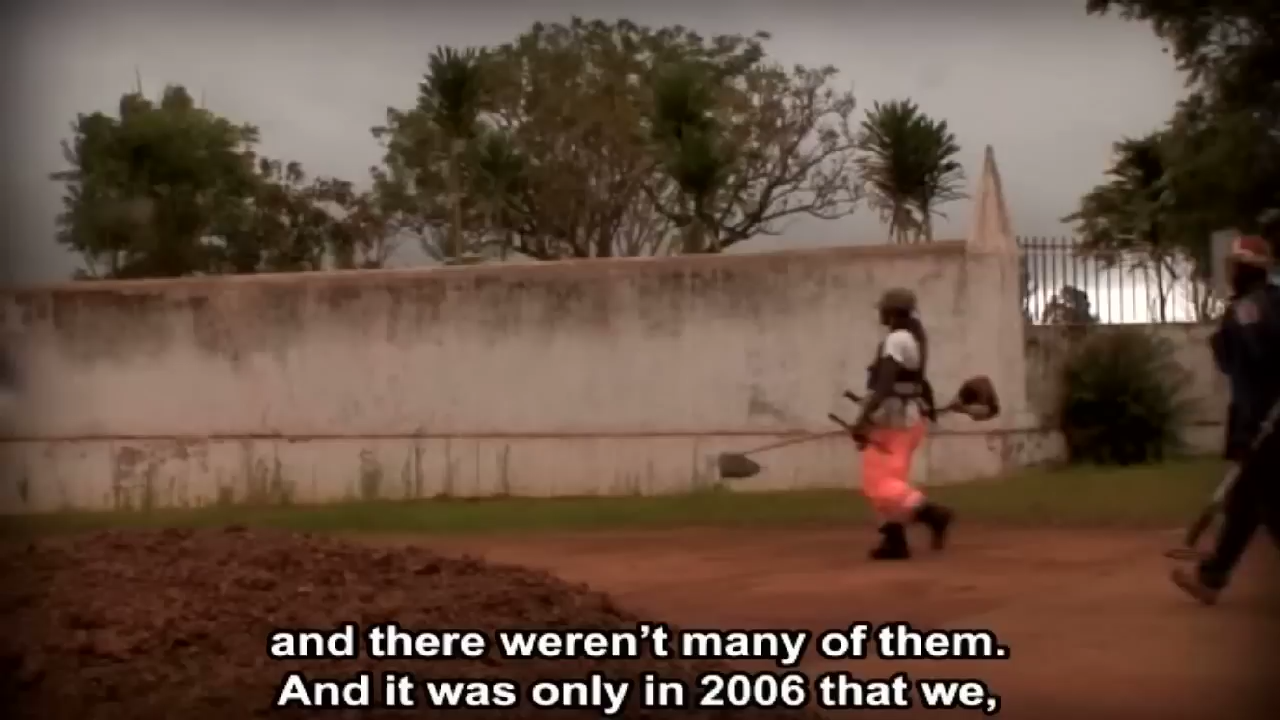 and there weren't many of them.
And it was only in 2006 that we,